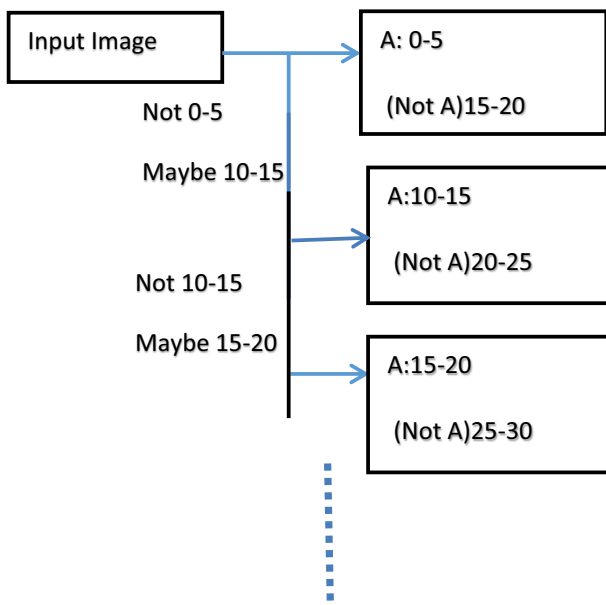 Input Image
A: 0-5
(Not A)15-20
Not 0-5
Maybe 10-15
A:10-15
(Not A)20-25
Not 10-15
Maybe 15-20
A:15-20
(Not A)25-30